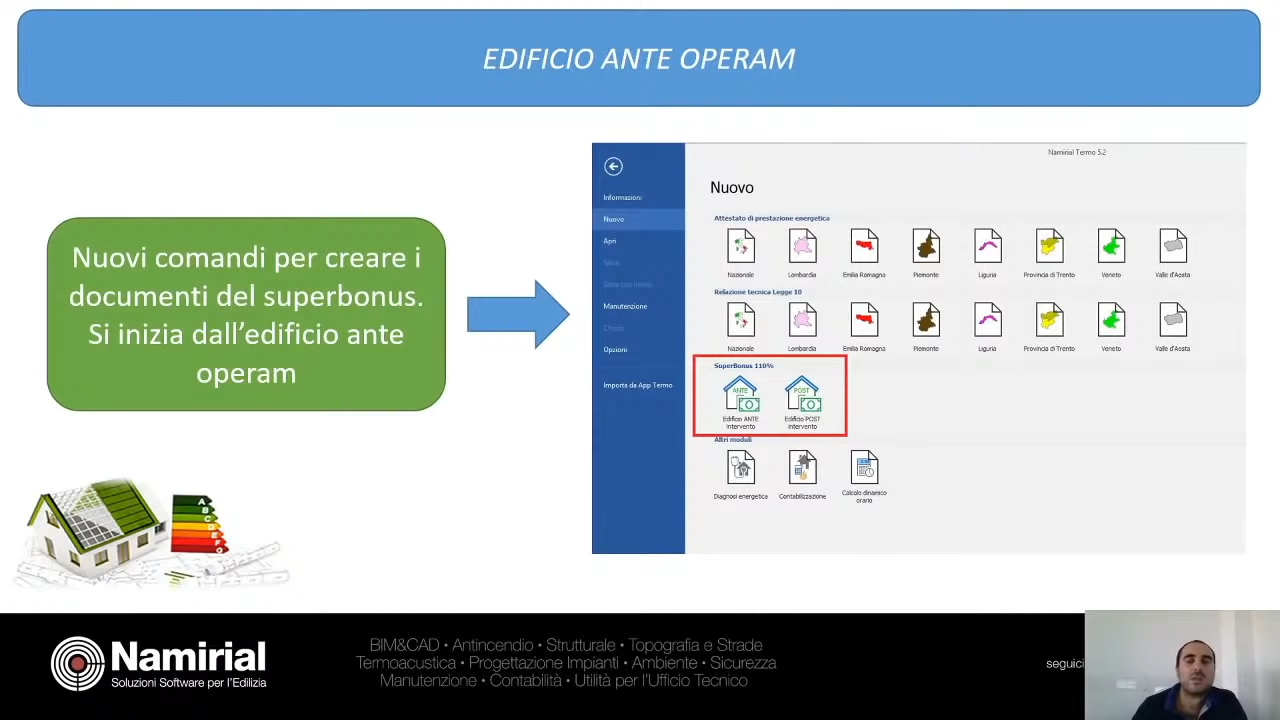 EDIFICIO ANTE OPERAM
Nuovi comandi per creare i
documenti del superbonus.
Si inizia dall’edificio ante
operam
Namirial Termo 5.2
Informazioni
Nuovo
Apri
Salva
Salva con nome
Manutenzione
Chiudi
Opzioni
Importa da App Termo
Nuovo
Attestato di prestazione energetica
Nazionale
Lombardia
Emilia Romagna
Piemonte
Liguria
Provincia di Trento
Veneto
Valle d'Aosta
Relazione tecnica Legge 10
Nazionale
Lombardia
Emilia Romagna
Piemonte
Liguria
Provincia di Trento
Veneto
Valle d'Aosta
SuperBonus 110%
ANTE
POST
Edificio ANTE
intervento
Edificio POST
intervento
Altri moduli
Diagnosi energetica
Contabilizzazione
Calcolo dinamico
orario
A
B
C
D
E
F
G
Namirial
Soluzioni Software per l'Edilizia
BIM&CAD • Antincendio • Strutturale • Topografia e Strade
Termoacustica • Progettazione Impianti • Ambiente • Sicurezza
Manutenzione • Contabilità • Utilità per l'Ufficio Tecnico
seguici